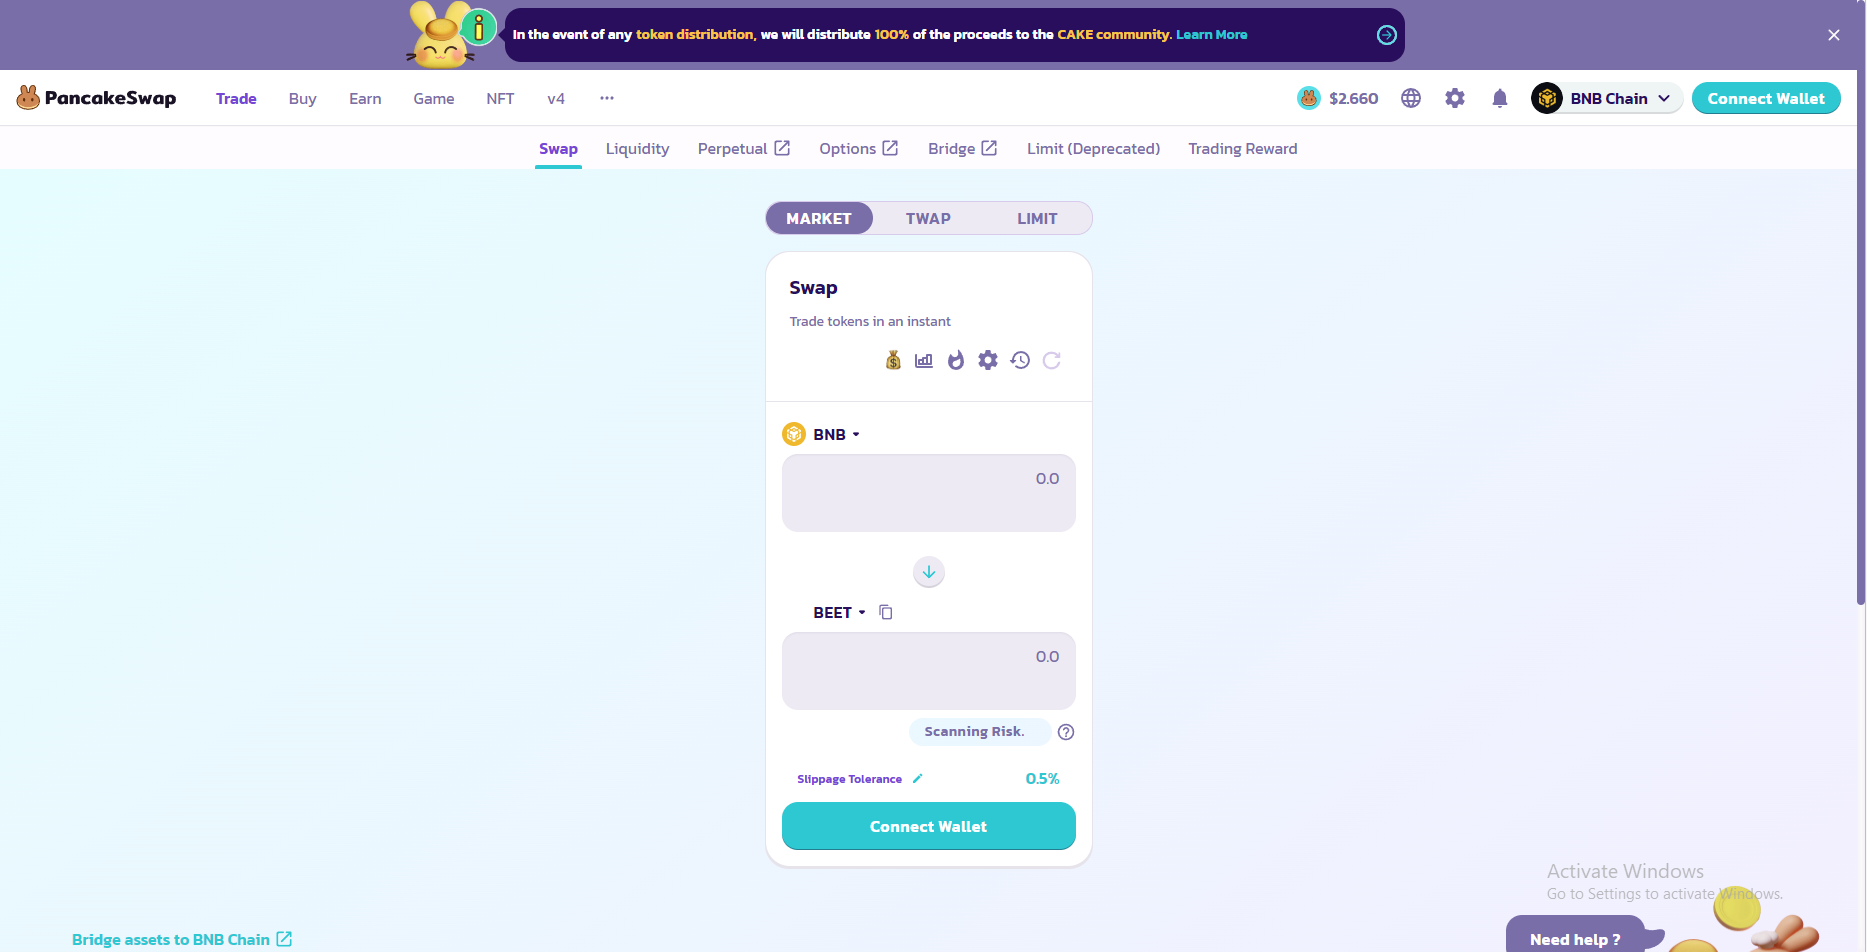 In the event of any token distribution, we will distribute 100% of the proceeds to the CAKE community. Learn More
PancakeSwap Trade Buy Earn Game NFT v4 ... $2.660 BNB Chain Connect Wallet
Swap Liquidity Perpetual Options Bridge Limit (Deprecated) Trading Reward
MARKET TWAP LIMIT
Swap
Trade tokens in an instant
BNB
0.0
BEET
0.0
Scanning Risk.
Slippage Tolerance 0.5%
Connect Wallet
Activate Windows
Go to Settings to activate Windows.
Bridge assets to BNB Chain
Need help ?